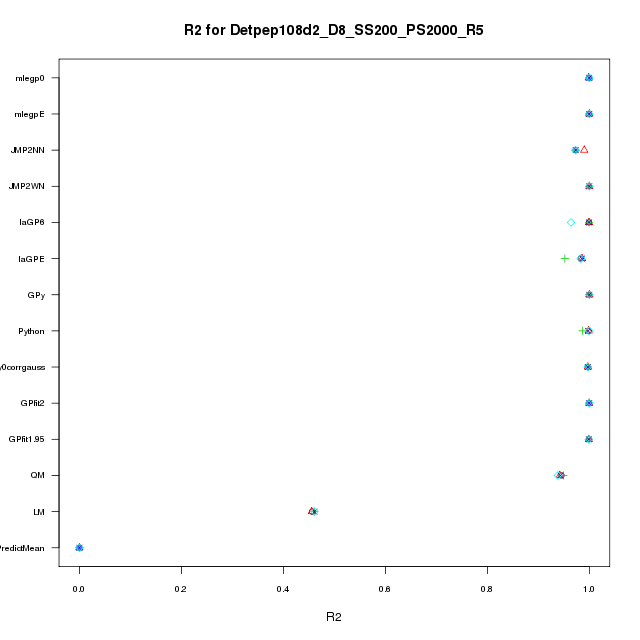 R2 for Detpep108d2_D8_SS200_PS2000_R5
mlegp0
mlegpE
JMP2NN
JMP2WN
laGP6
laGPE
GPy
Python
y0corrgauss
GPfit2
GPfit1.95
QM
LM
PredictMean
0.0 0.2 0.4 0.6 0.8 1.0
R2